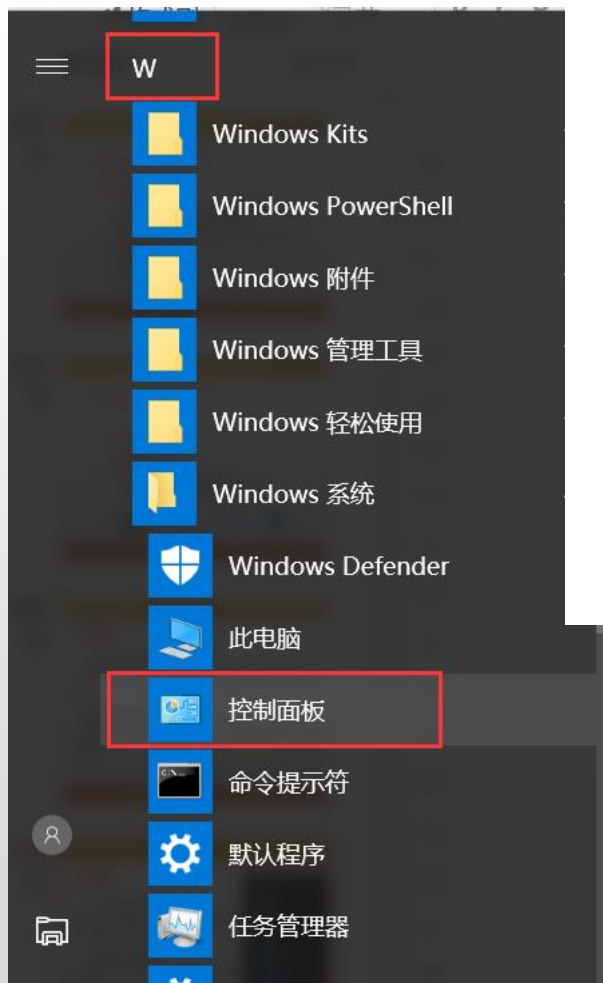 W
Windows Kits
Windows PowerShell
Windows 附件
Windows 管理工具
Windows 轻松使用
Windows 系统
Windows Defender
此电脑
控制面板
命令提示符
默认程序
任务管理器